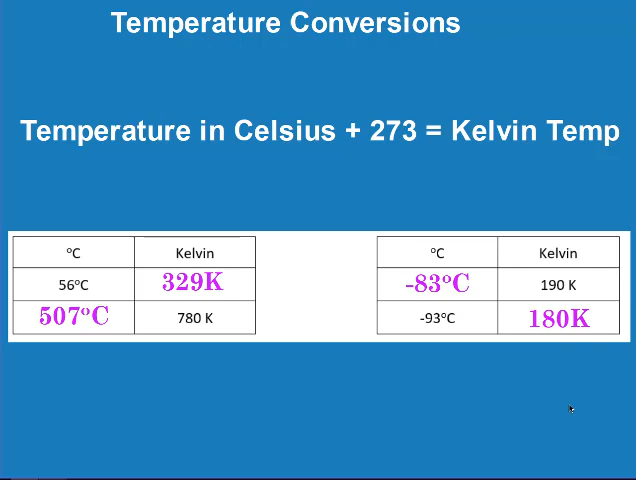 Temperature Conversions
Temperature in Celsius + 273 = Kelvin Temp
ºC Kelvin
56ºC 329K
507ºC 780 K
ºC Kelvin
-83ºC 190 K
-93ºC 180K